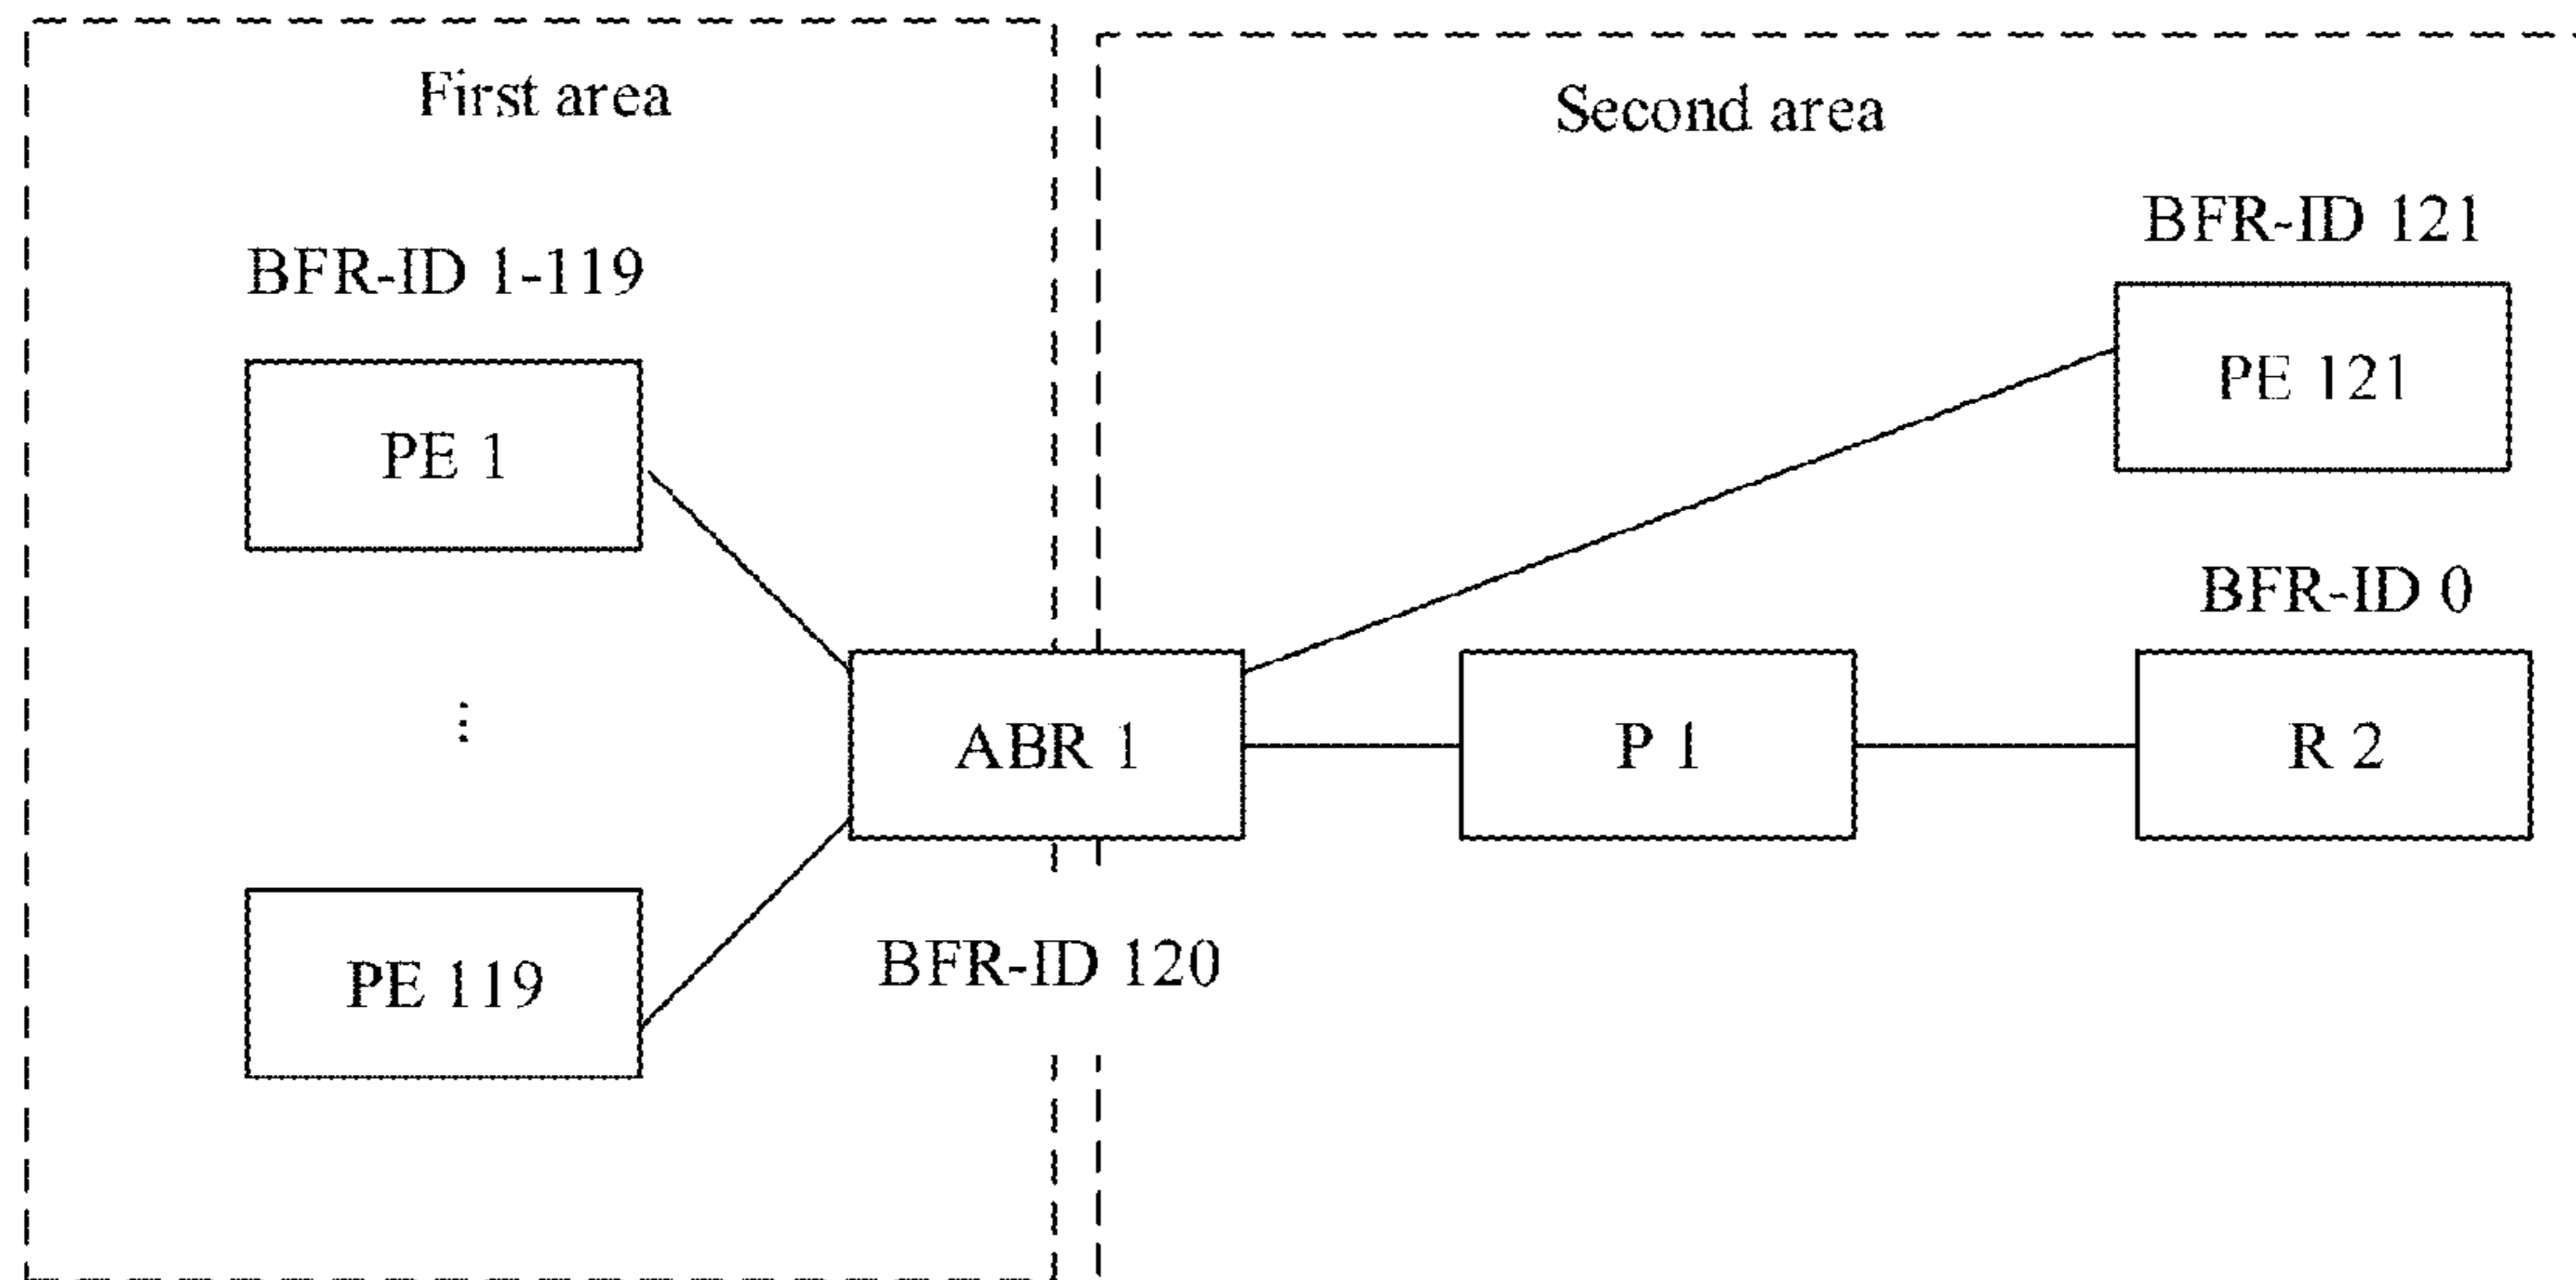 First area
Second area
BFR-ID 1-119
PE 1
⋮
PE 119
ABR 1
BFR-ID 120
BFR-ID 121
PE 121
P 1
BFR-ID 0
R 2